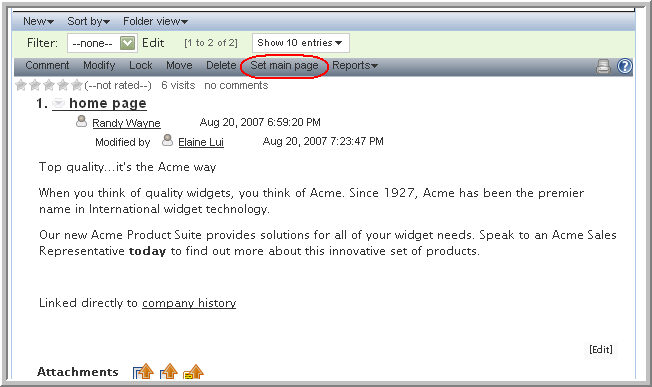 New Sort by Folder view
Filter: --none-- Edit [1 to 2 of 2] Show 10 entries
Comment Modify Lock Move Delete Set main page Reports ?
(--not rated--) 6 visits no comments
1. home page
Randy Wayne Aug 20, 2007 6:59:20 PM
Modified by Elaine Lui Aug 20, 2007 7:23:47 PM
Top quality...it's the Acme way
When you think of quality widgets, you think of Acme. Since 1927, Acme has been the premier
name in International widget technology.
Our new Acme Product Suite provides solutions for all of your widget needs. Speak to an Acme Sales
Representative today to find out more about this innovative set of products.
Linked directly to company history
[Edit]
Attachments